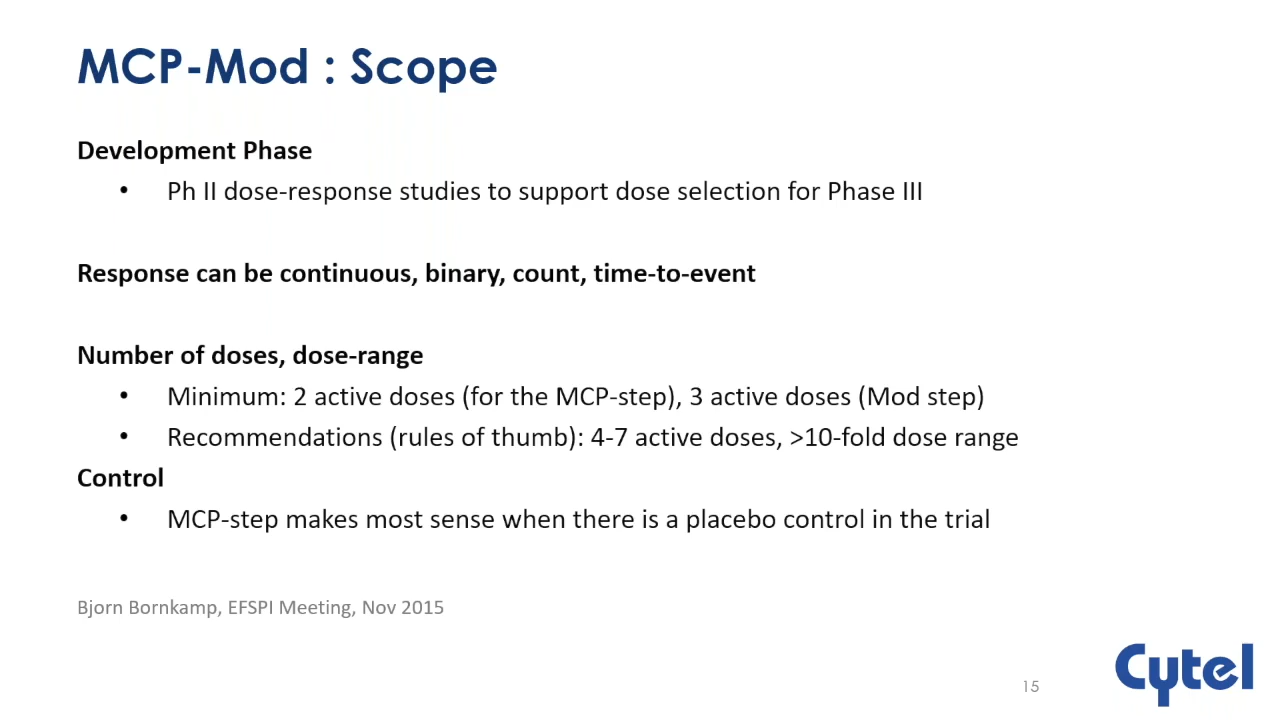 MCP-Mod : Scope
Development Phase
• Ph II dose-response studies to support dose selection for Phase III
Response can be continuous, binary, count, time-to-event
Number of doses, dose-range
• Minimum: 2 active doses (for the MCP-step), 3 active doses (Mod step)
• Recommendations (rules of thumb): 4-7 active doses, >10-fold dose range
Control
• MCP-step makes most sense when there is a placebo control in the trial
Bjorn Bornkamp, EFSPI Meeting, Nov 2015
15
Cytel